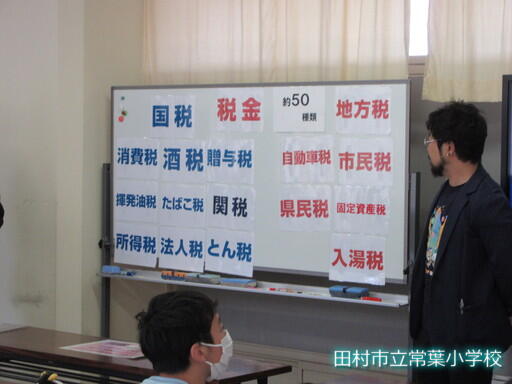 国税
税金
約50
種類
地方税
消費税
酒税
贈与税
自動車税
市民税
揮発油税
たばこ税
関税
県民税
固定資産税
所得税
法人税
とん税
入湯税
田村市立常葉小学校